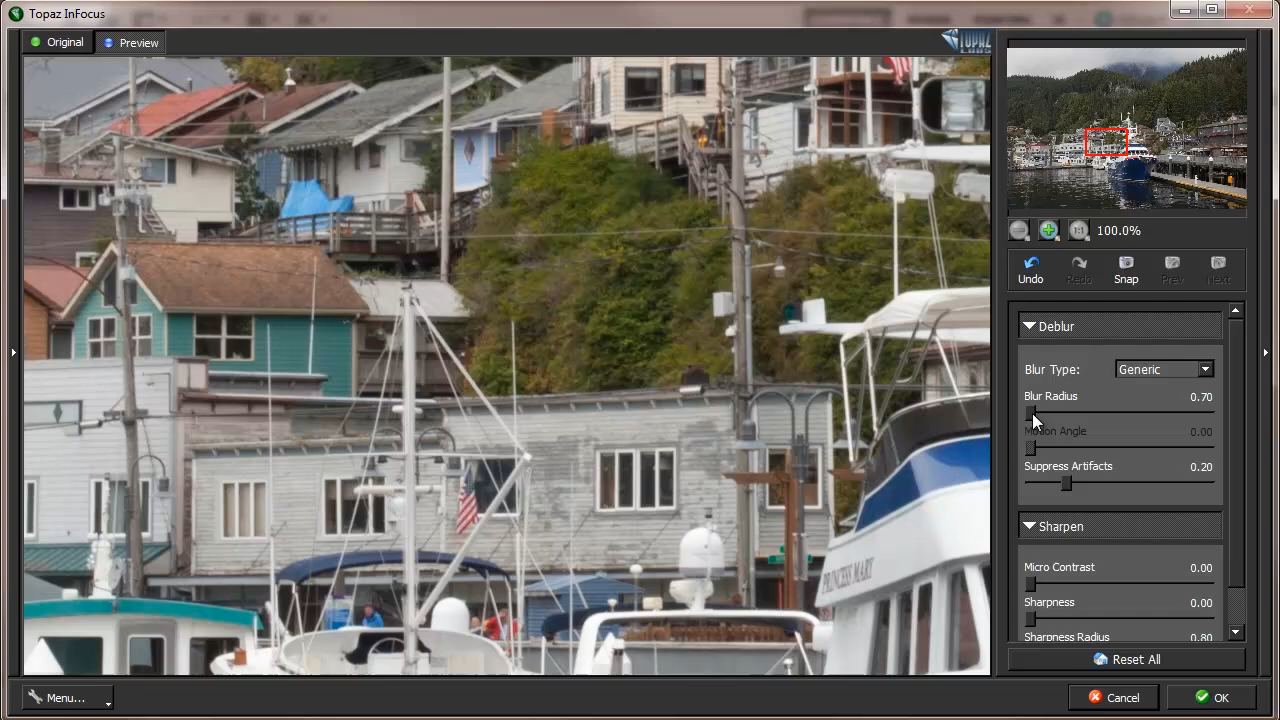 Topaz InFocus
Original
Preview
TOPAZ
LABS
100.0%
Undo
Redo
Snap
Prev
Next
Deblur
Blur Type:
Generic
Blur Radius
0.70
Motion Angle
0.00
Suppress Artifacts
0.20
Sharpen
Micro Contrast
0.00
Sharpness
0.00
Sharpness Radius
0.80
Reset All
PRINCESS MARY
Menu...
Cancel
OK